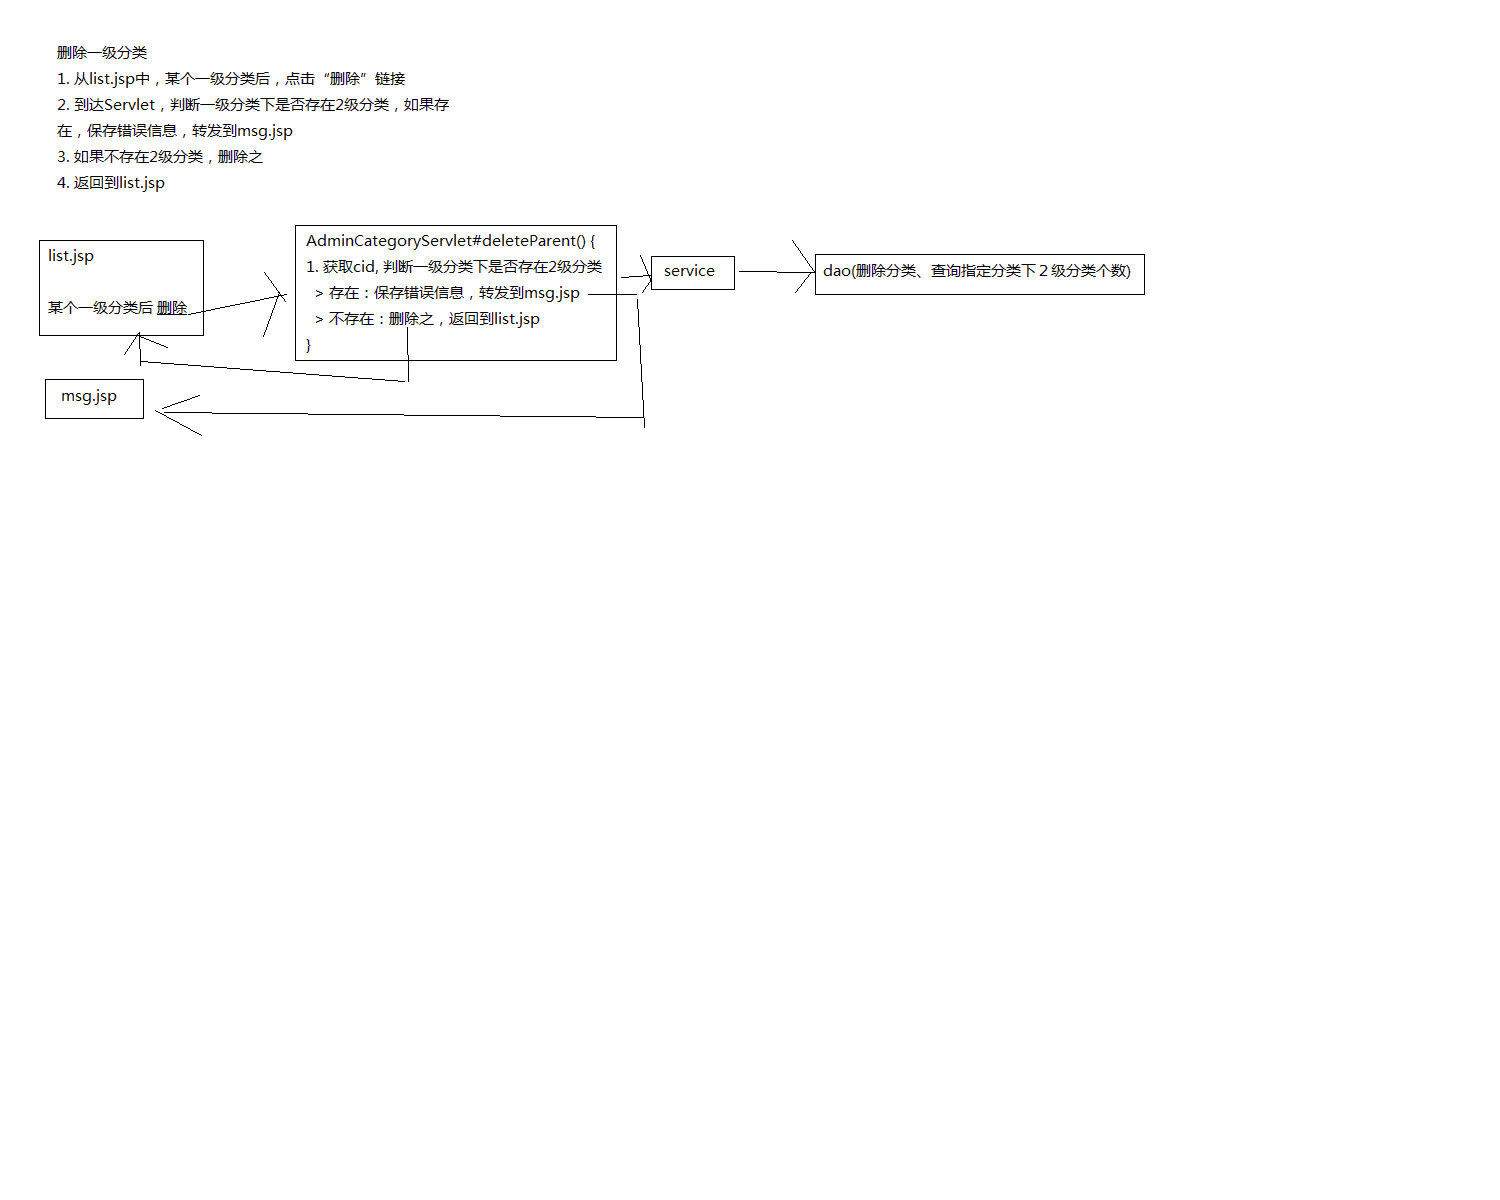 删除一级分类
1. 从list.jsp中，某个一级分类后，点击“删除”链接
2. 到达Servlet，判断一级分类下是否存在2级分类，如果存
在，保存错误信息，转发到msg.jsp
3. 如果不存在2级分类，删除之
4. 返回到list.jsp
list.jsp
某个一级分类后 删除
AdminCategoryServlet#deleteParent() {
1. 获取cid, 判断一级分类下是否存在2级分类
> 存在：保存错误信息，转发到msg.jsp
> 不存在：删除之，返回到list.jsp
}
service
dao(删除分类、查询指定分类下２级分类个数)
msg.jsp